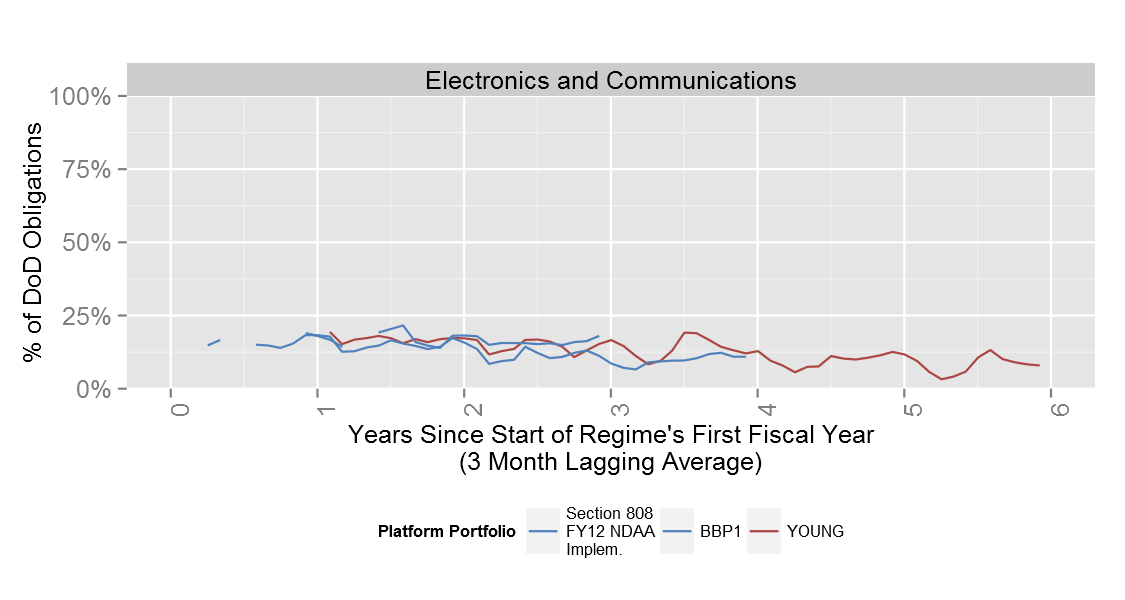 Electronics and Communications
100%
75%
50%
25%
0%
% of DoD Obligations
0
1
2
3
4
5
6
Years Since Start of Regime's First Fiscal Year
(3 Month Lagging Average)
Platform Portfolio
Section 808
FY12 NDAA
Implem.
BBP1
YOUNG